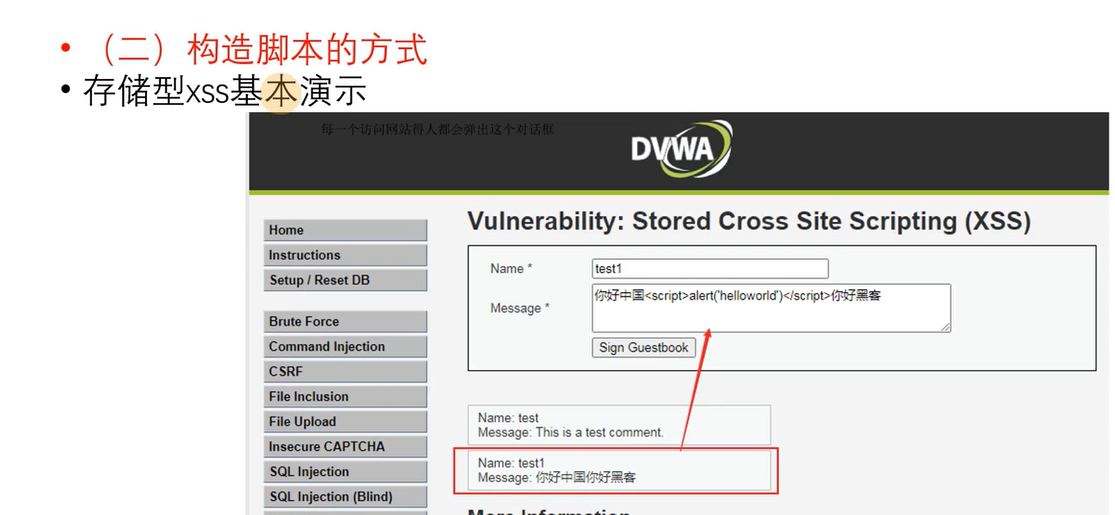 • （二）构造脚本的方式
• 存储型xss基本演示
每一个访问网站得人都会弹出这个对话框
DVWA
Home
Instructions
Setup / Reset DB
Brute Force
Command Injection
CSRF
File Inclusion
File Upload
Insecure CAPTCHA
SQL Injection
SQL Injection (Blind)
Vulnerability: Stored Cross Site Scripting (XSS)
Name * test1
Message * 你好中国<script>alert('helloworld')</script>你好黑客
Sign Guestbook
Name: test
Message: This is a test comment.
Name: test1
Message: 你好中国你好黑客
More Information